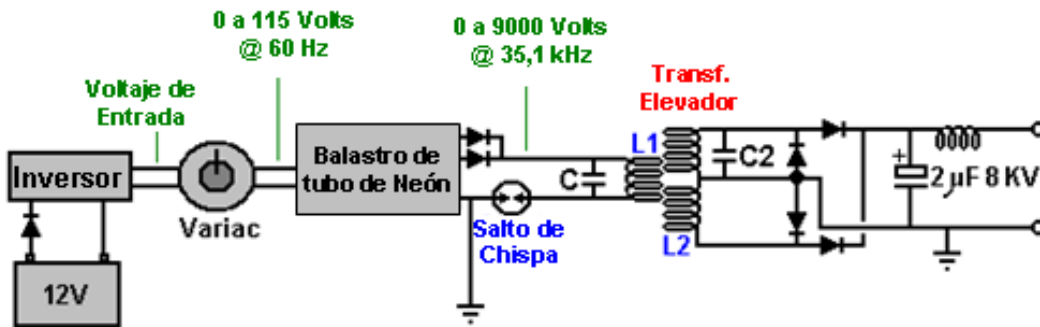 0 a 115 Volts
@ 60 Hz
0 a 9000 Volts
@ 35,1 kHz
Transf.
Elevador
Voltaje de
Entrada
Inversor
Variac
Balastro de
tubo de Neón
C
L1
C2
+
2 µF 8 KV
Salto de
Chispa
L2
12V